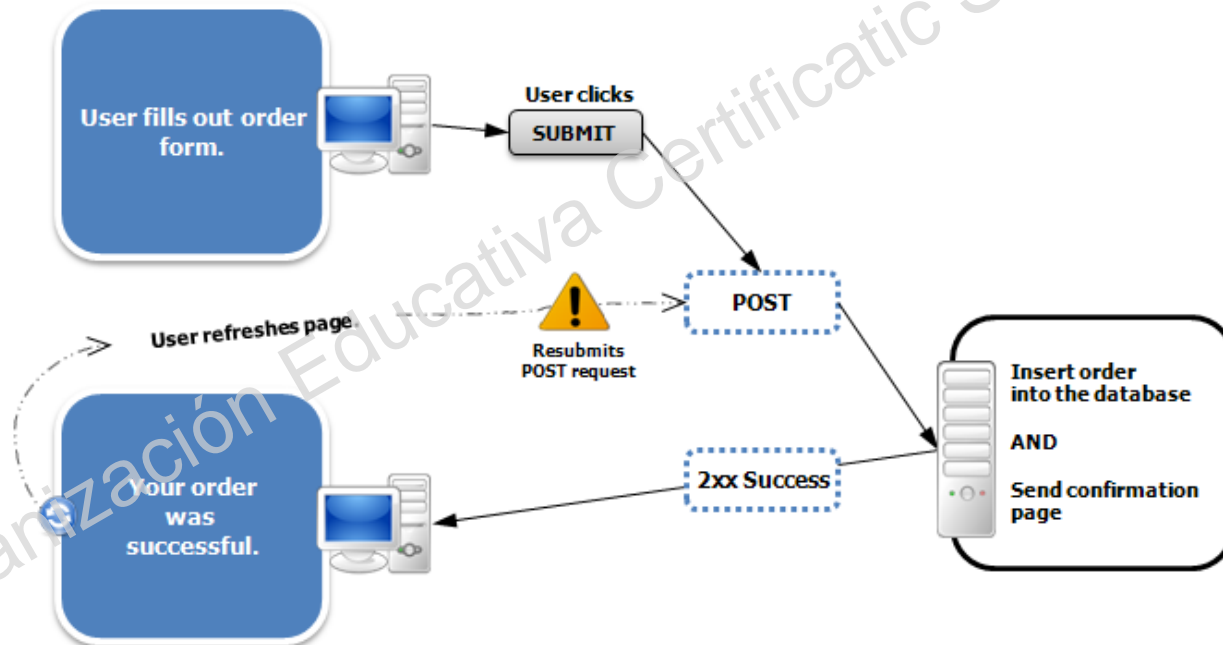 User fills out order
form.
User clicks
SUBMIT
POST
User refreshes page.
Resubmits
POST request
Insert order
into the database
AND
Send confirmation
page
2xx Success
Your order
was
successful.
Educativa Certificatic